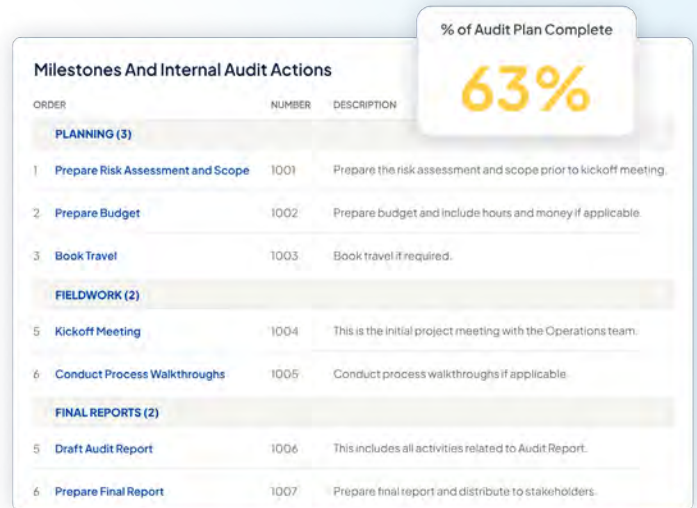 % of Audit Plan Complete
63%
Milestones And Internal Audit Actions
ORDER NUMBER DESCRIPTION
PLANNING (3)
1 Prepare Risk Assessment and Scope 1001 Prepare the risk assessment and scope prior to kickoff meeting.
2 Prepare Budget 1002 Prepare budget and include hours and money if applicable.
3 Book Travel 1003 Book travel if required.
FIELDWORK (2)
5 Kickoff Meeting 1004 This is the initial project meeting with the Operations team.
6 Conduct Process Walkthroughs 1005 Conduct process walkthroughs if applicable
FINAL REPORTS (2)
5 Draft Audit Report 1006 This includes all activities related to Audit Report.
6 Prepare Final Report 1007 Prepare final report and distribute to stakeholders.